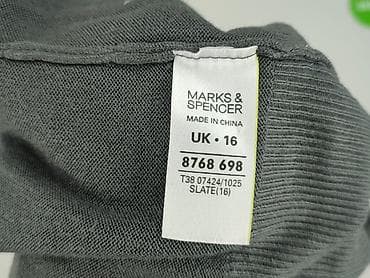 MARKS &
SPENCER
MADE IN CHINA
UK • 16
8768 698
T38 07424/1025
SLATE(16)